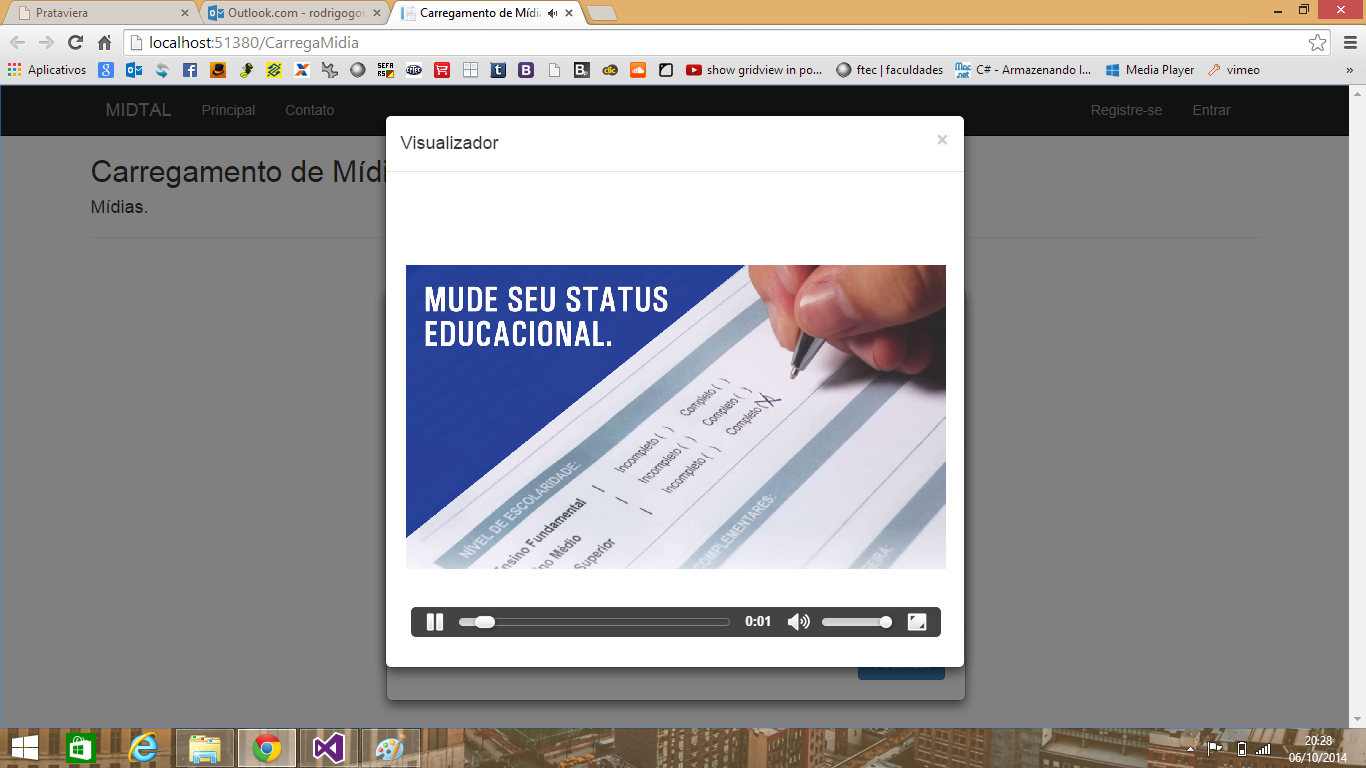 Prataviera
Outlook.com - rodrigogo
Carregamento de Mídi
localhost:51380/CarregaMidia
Aplicativos
show gridview in po...
ftec | faculdades
C# - Armazenando I...
Media Player
vimeo
»
MIDTAL
Principal
Contato
Registre-se
Entrar
Visualizador
×
Carregamento de Mídi
Mídias.
MUDE SEU STATUS
EDUCACIONAL.
NÍVEL DE ESCOLARIDADE:
Ensino Fundamental | Incompleto ( ) Completo ( )
no Médio | Incompleto ( ) Completo ( )
Superior | Incompleto ( ) Completo (X)
COMPLEMENTARES:
EIRA:
0:01
20:28
06/10/2014